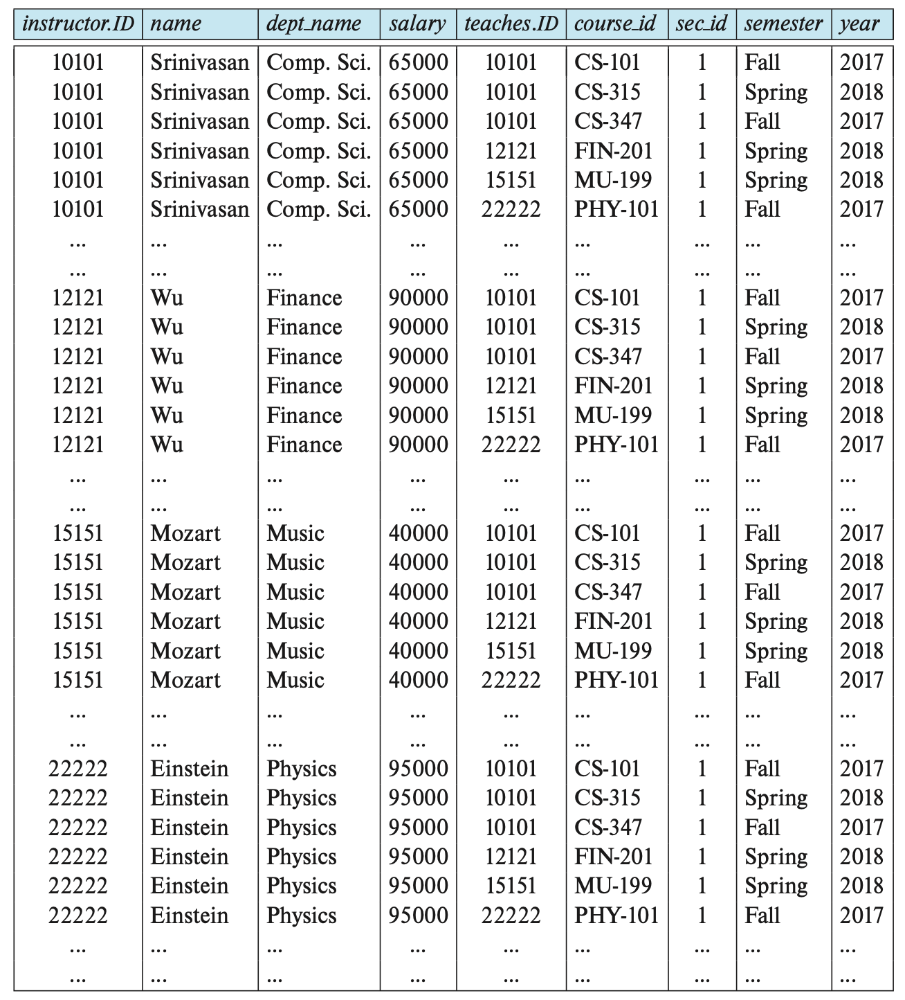 instructor.ID name dept_name salary teaches.ID course_id sec_id semester year
10101 Srinivasan Comp. Sci. 65000 10101 CS-101 1 Fall 2017
10101 Srinivasan Comp. Sci. 65000 10101 CS-315 1 Spring 2018
10101 Srinivasan Comp. Sci. 65000 10101 CS-347 1 Fall 2017
10101 Srinivasan Comp. Sci. 65000 12121 FIN-201 1 Spring 2018
10101 Srinivasan Comp. Sci. 65000 15151 MU-199 1 Spring 2018
10101 Srinivasan Comp. Sci. 65000 22222 PHY-101 1 Fall 2017
... ... ... ... ... ... ... ... ...
... ... ... ... ... ... ... ... ...
12121 Wu Finance 90000 10101 CS-101 1 Fall 2017
12121 Wu Finance 90000 10101 CS-315 1 Spring 2018
12121 Wu Finance 90000 10101 CS-347 1 Fall 2017
12121 Wu Finance 90000 12121 FIN-201 1 Spring 2018
12121 Wu Finance 90000 15151 MU-199 1 Spring 2018
12121 Wu Finance 90000 22222 PHY-101 1 Fall 2017
... ... ... ... ... ... ... ... ...
... ... ... ... ... ... ... ... ...
15151 Mozart Music 40000 10101 CS-101 1 Fall 2017
15151 Mozart Music 40000 10101 CS-315 1 Spring 2018
15151 Mozart Music 40000 10101 CS-347 1 Fall 2017
15151 Mozart Music 40000 12121 FIN-201 1 Spring 2018
15151 Mozart Music 40000 15151 MU-199 1 Spring 2018
15151 Mozart Music 40000 22222 PHY-101 1 Fall 2017
... ... ... ... ... ... ... ... ...
... ... ... ... ... ... ... ... ...
22222 Einstein Physics 95000 10101 CS-101 1 Fall 2017
22222 Einstein Physics 95000 10101 CS-315 1 Spring 2018
22222 Einstein Physics 95000 10101 CS-347 1 Fall 2017
22222 Einstein Physics 95000 12121 FIN-201 1 Spring 2018
22222 Einstein Physics 95000 15151 MU-199 1 Spring 2018
22222 Einstein Physics 95000 22222 PHY-101 1 Fall 2017
... ... ... ... ... ... ... ... ...
... ... ... ... ... ... ... ... ...